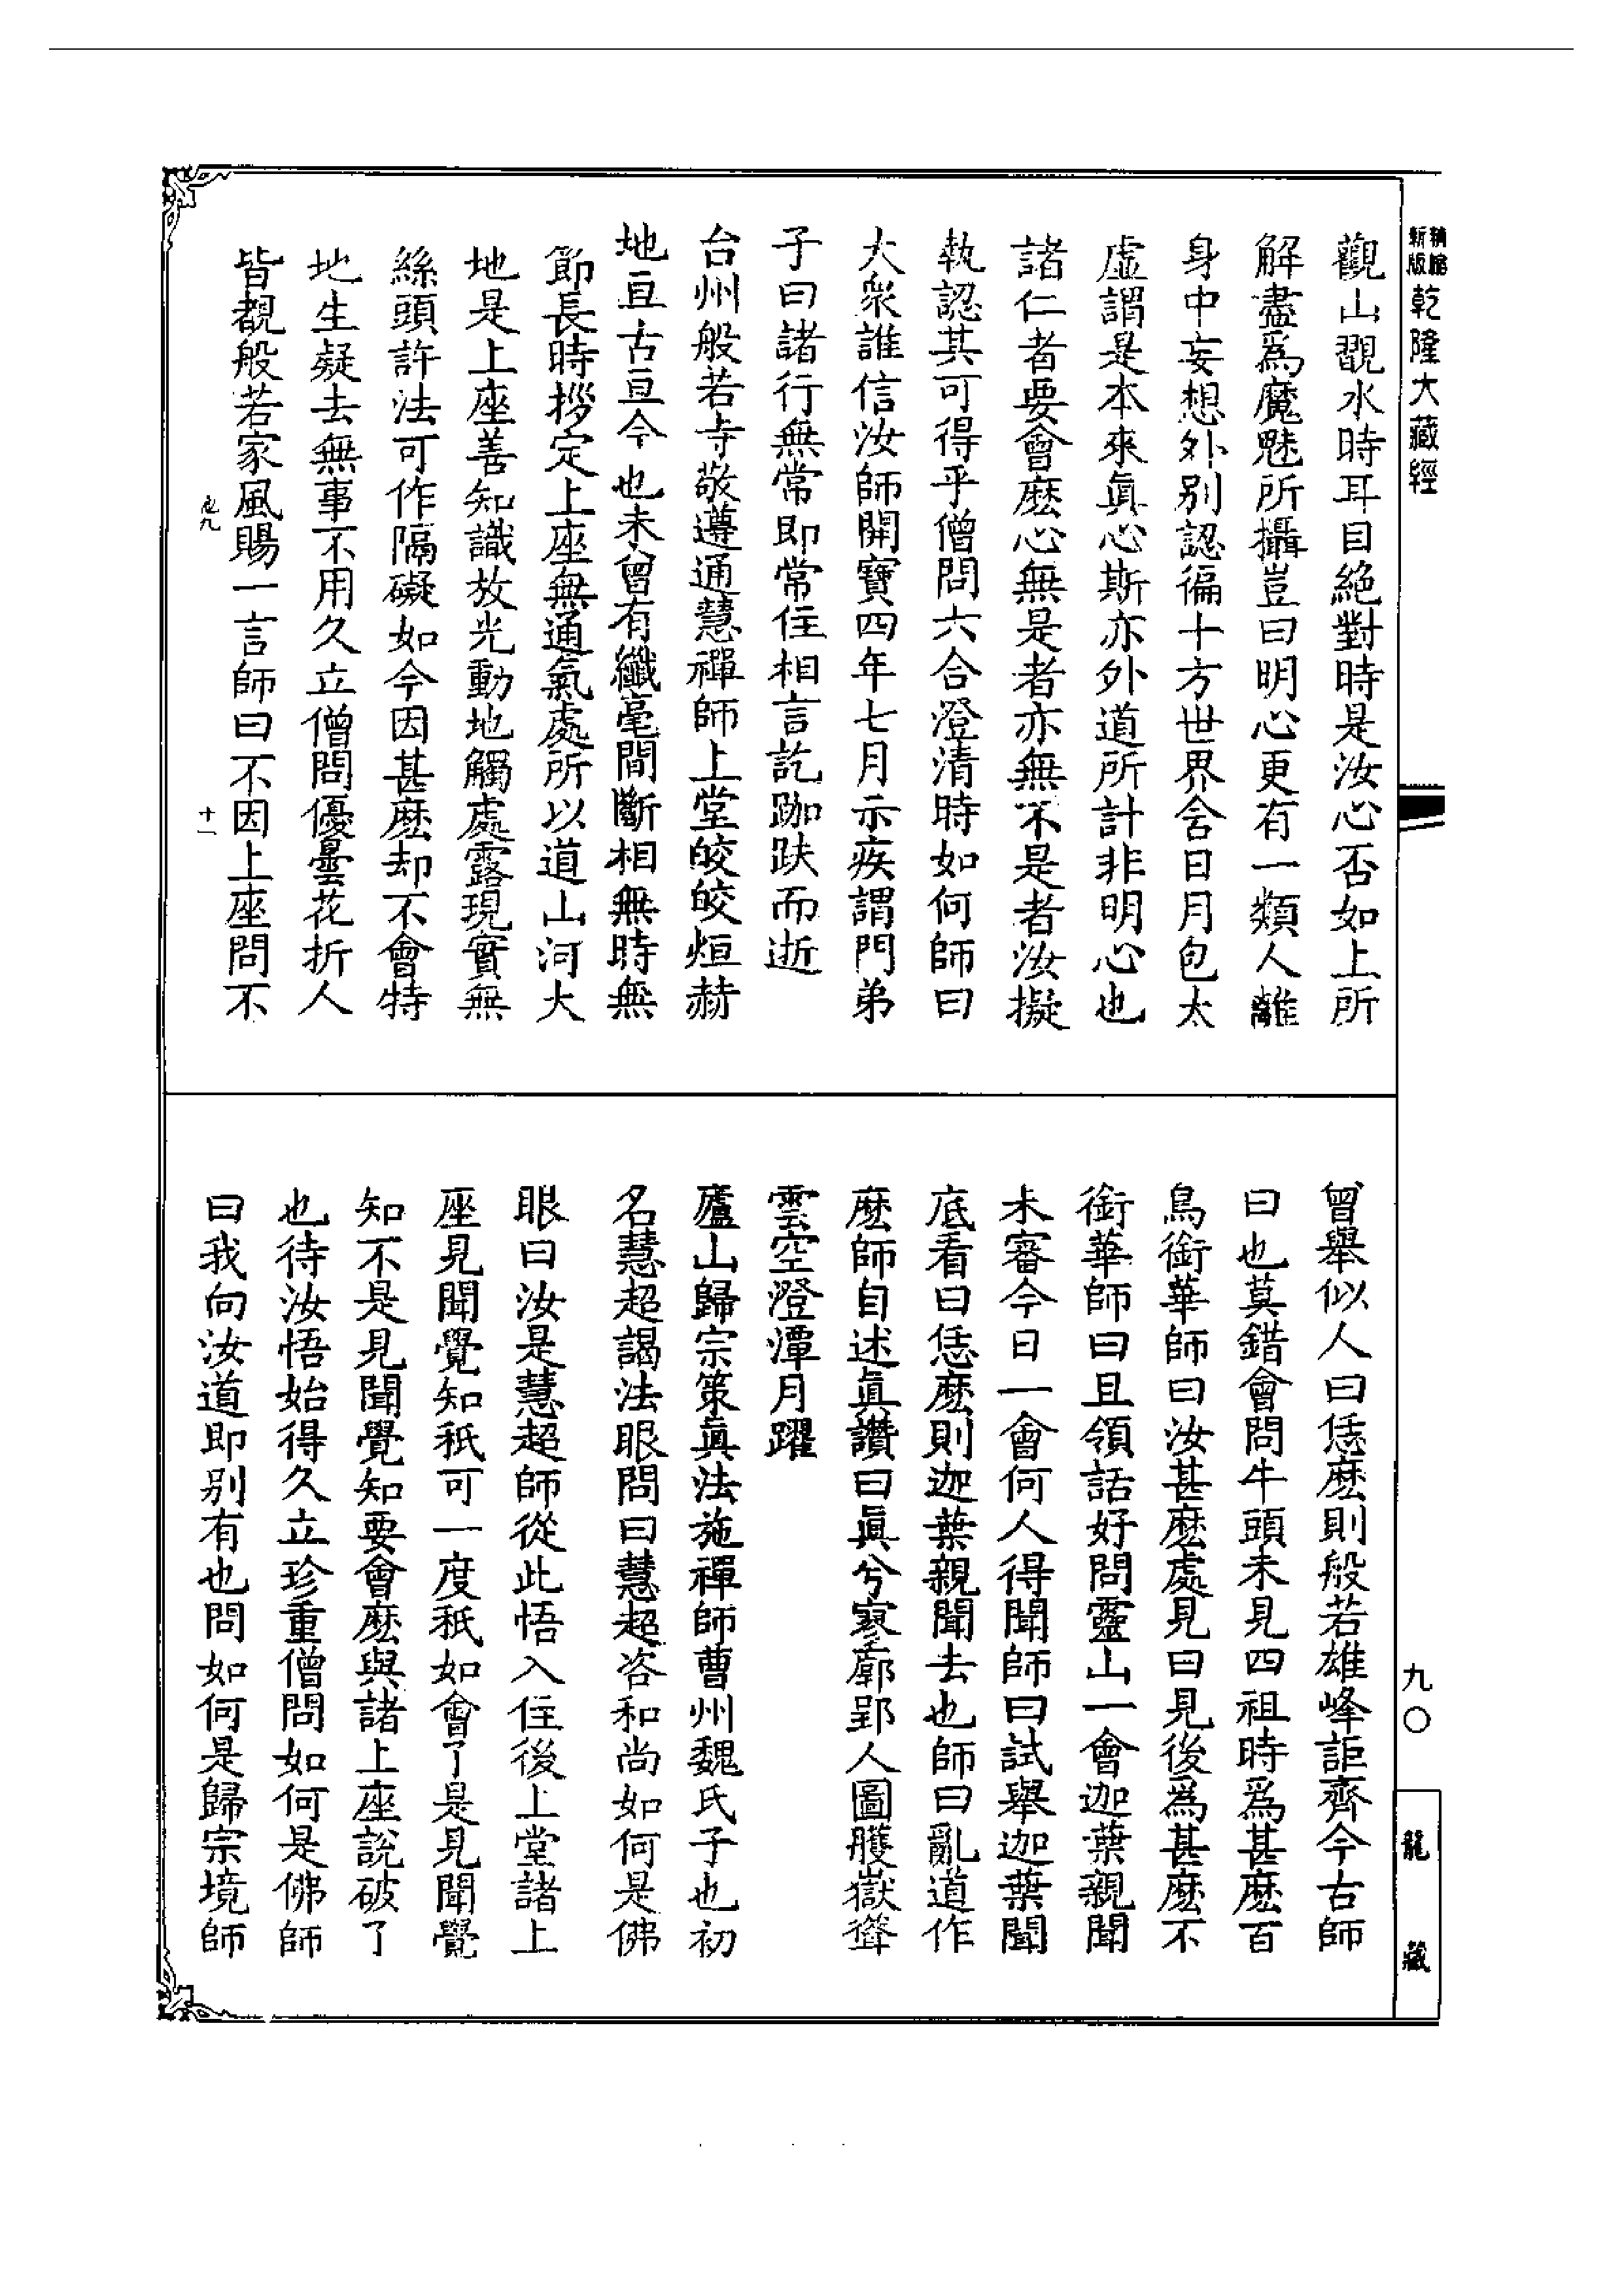 新版
乾隆大藏經
觀山翫水時耳目絕對時是汝心否如上所
解盡爲魔魅所攝豈曰明心更有一類人離
身中妄想外别認徧十方世界含日月包太
虛謂是本來眞心斯亦外道所計非明心也
諸仁者要會麽心無是者亦無不是者汝擬
執認其可得乎僧問六合澄清時如何師曰
大衆誰信汝師開寶四年七月示疾謂門弟
子曰諸行無常即常住相言訖跏趺而逝
台州般若寺敬遵通慧禪師上堂皎皎烜赫
地亘古亘今也未曾有纖毫間斷相無時無
節長時拶定上座無通氣處所以道山河大
地是上座善知識放光動地觸處露現實無
絲頭許法可作隔礙如今因甚麽却不會特
地生疑去無事不用久立僧問優曇花折人
皆覩般若家風賜一言師曰不因上座問不
九
十一
曾舉似人曰恁麽則般若雄峰詎齊今古師
曰也莫錯會問牛頭未見四祖時爲甚麽百
鳥銜華師曰汝甚麽處見曰見後爲甚麽不
銜華師曰且領話好問靈山一會迦葉親聞
未審今日一會何人得聞師曰試舉迦葉聞
底看曰恁麽則迦葉親聞去也師曰亂道作
麽師自述眞讚曰眞兮寥廓郢人圖雘嶽聳
雲空澄潭月躍
廬山歸宗策眞法施禪師曹州魏氏子也初
名慧超謁法眼問曰慧超咨和尚如何是佛
眼曰汝是慧超師從此悟入住後上堂諸上
座見聞覺知秖可一度秖如會了是見聞覺
知不是見聞覺知要會麽與諸上座說破了
也待汝悟始得久立珍重僧問如何是佛師
曰我向汝道即别有也問如何是歸宗境師
九〇
龍藏